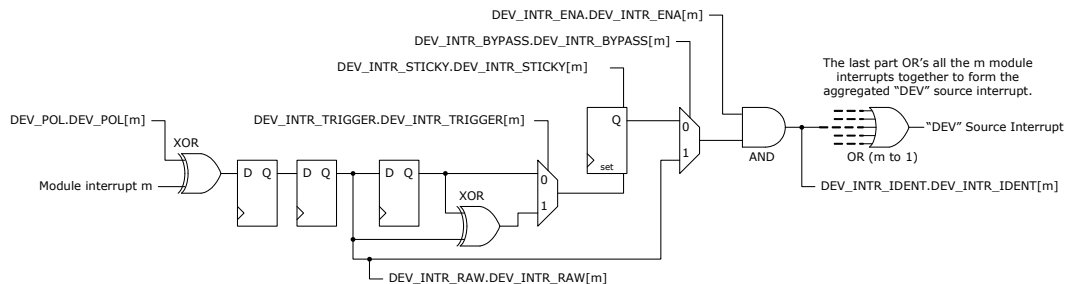 DEV_INTR_ENA.DEV_INTR_ENA[m]
DEV_INTR_BYPASS.DEV_INTR_BYPASS[m]
DEV_INTR_STICKY.DEV_INTR_STICKY[m]
The last part OR's all the m module
interrupts together to form the
aggregated “DEV” source interrupt.
DEV_POL.DEV_POL[m]
DEV_INTR_TRIGGER.DEV_INTR_TRIGGER[m]
XOR
Q
0
1
“DEV” Source Interrupt
AND
OR (m to 1)
set
D Q
D Q
D Q
0
1
Module interrupt m
XOR
DEV_INTR_IDENT.DEV_INTR_IDENT[m]
DEV_INTR_RAW.DEV_INTR_RAW[m]